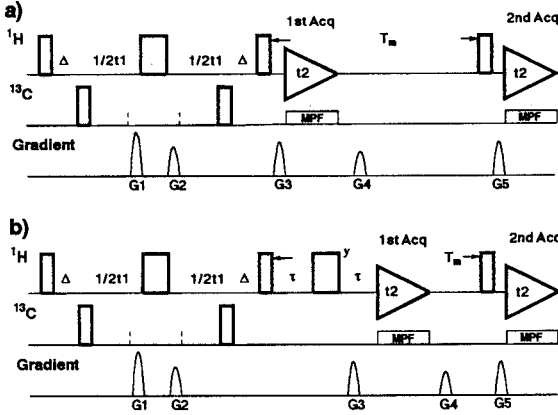 a)
1st Acq
2nd Acq
¹H
Δ 1/2t1 1/2t1 Δ
t2
Tm
t2
¹³C
MPF
MPF
Gradient
G1 G2 G3 G4 G5
b)
1st Acq
2nd Acq
¹H
y
Δ 1/2t1 1/2t1 Δ
τ
τ
t2
Tm
t2
¹³C
MPF
MPF
Gradient
G1 G2 G3 G4 G5